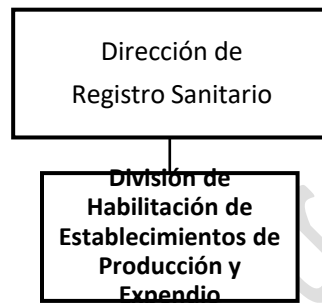 Dirección de
Registro Sanitario
División de
Habilitación de
Establecimientos de
Producción y
Expendio